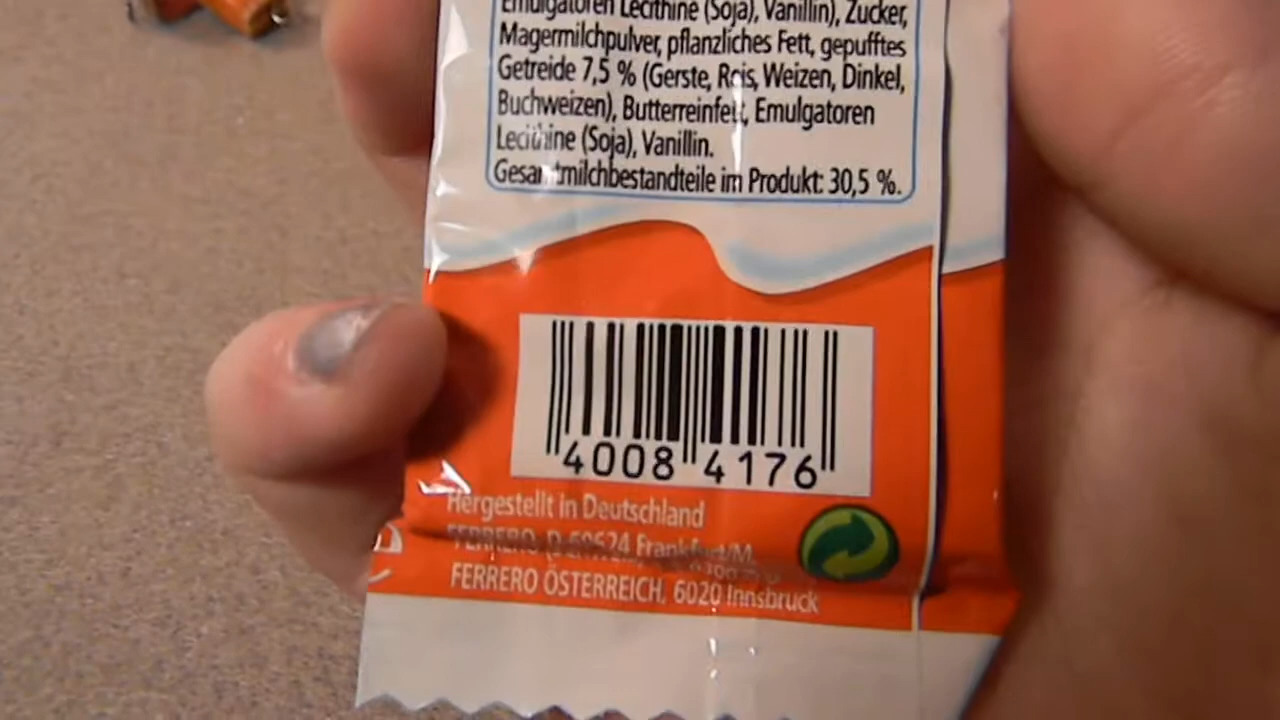 Emulgatoren Lecithine (Soja), Vanillin), Zucker,
Magermilchpulver, pflanzliches Fett, gepufftes
Getreide 7,5 % (Gerste, Reis, Weizen, Dinkel,
Buchweizen), Butterreinfett, Emulgatoren
Lecithine (Soja), Vanillin.
Gesamtmilchbestandteile im Produkt: 30,5 %.
4008 4176
Hergestellt in Deutschland
FERRERO, D-60624 Frankfurt/M.
FERRERO ÖSTERREICH, 6020 Innsbruck